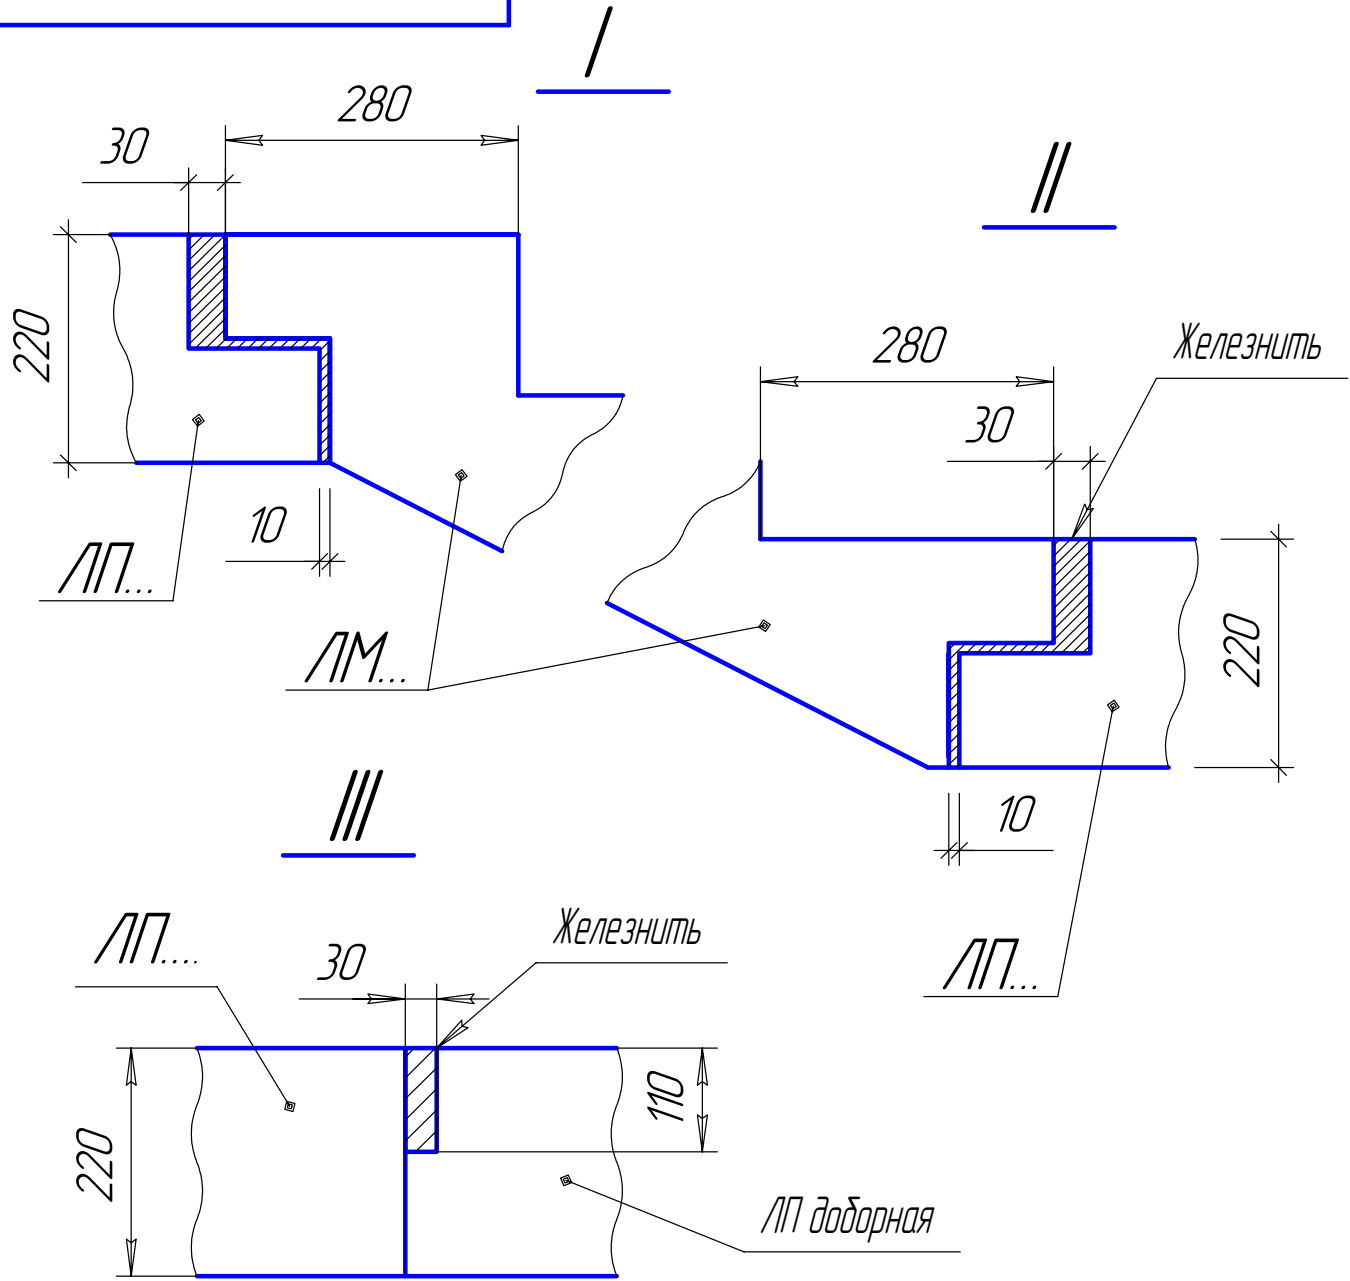 I
280
30
220
10
ЛП...
ЛМ...
II
280
Железнить
30
220
10
ЛП...
III
ЛП....
30
Железнить
110
220
ЛП доборная